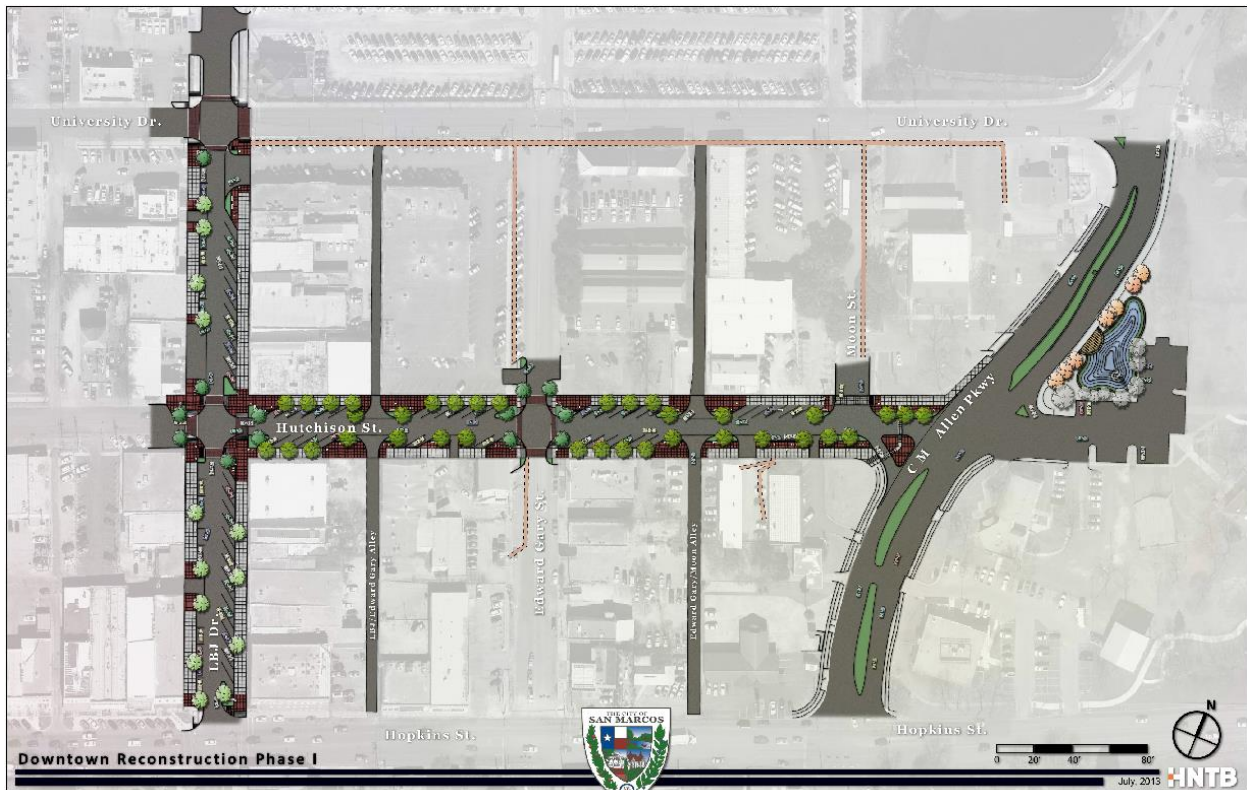 University Dr.
University Dr.
Moon St.
Allen Pkwy
C M
Hutchison St.
LBJ/Edward Gary Alley
Edward Gary St.
Edward Gary/Moon Alley
LBJ Dr.
Hopkins St.
Hopkins St.
THE CITY OF
SAN MARCOS
N
0 20' 40' 80'
Downtown Reconstruction Phase I
July, 2013
HNTB